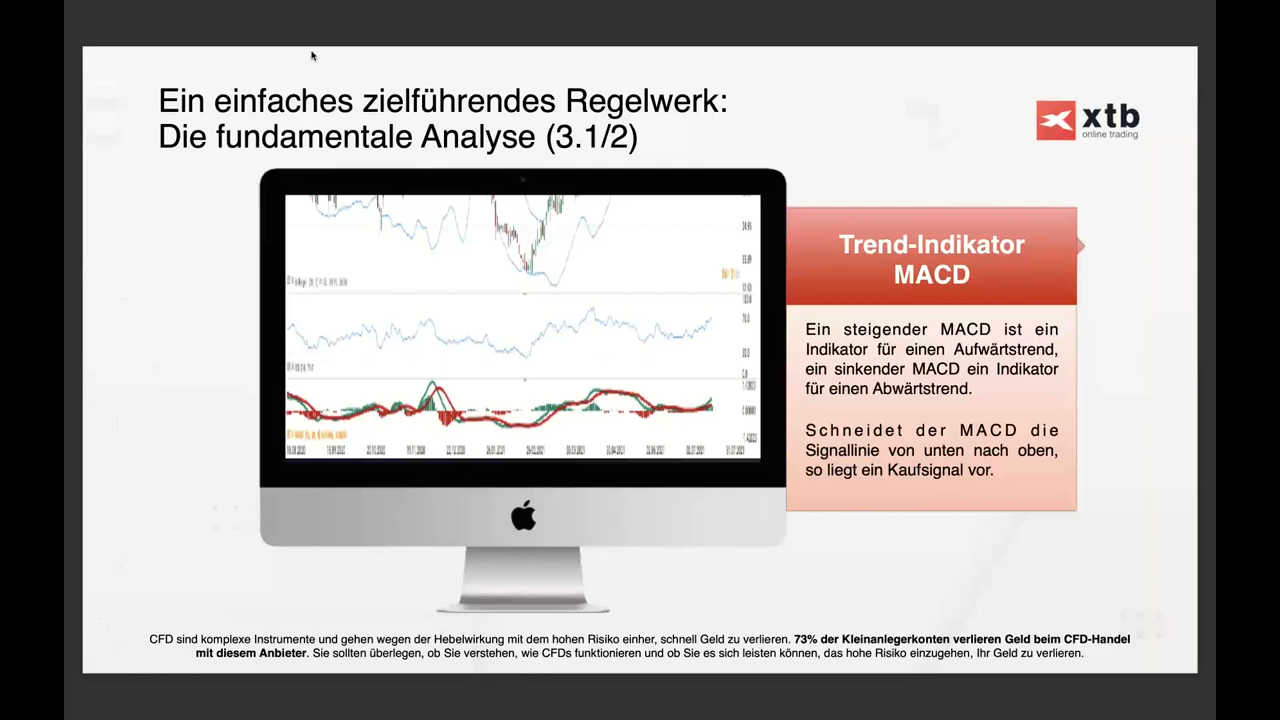 Ein einfaches zielführendes Regelwerk:
Die fundamentale Analyse (3.1/2)
xtb
online trading
Trend-Indikator
MACD
Ein steigender MACD ist ein
Indikator für einen Aufwärtstrend,
ein sinkender MACD ein Indikator
für einen Abwärtstrend.
Schneidet der MACD die
Signallinie von unten nach oben,
so liegt ein Kaufsignal vor.
CFD sind komplexe Instrumente und gehen wegen der Hebelwirkung mit dem hohen Risiko einher, schnell Geld zu verlieren. 73% der Kleinanlegerkonten verlieren Geld beim CFD-Handel
mit diesem Anbieter. Sie sollten überlegen, ob Sie verstehen, wie CFDs funktionieren und ob Sie es sich leisten können, das hohe Risiko einzugehen, Ihr Geld zu verlieren.